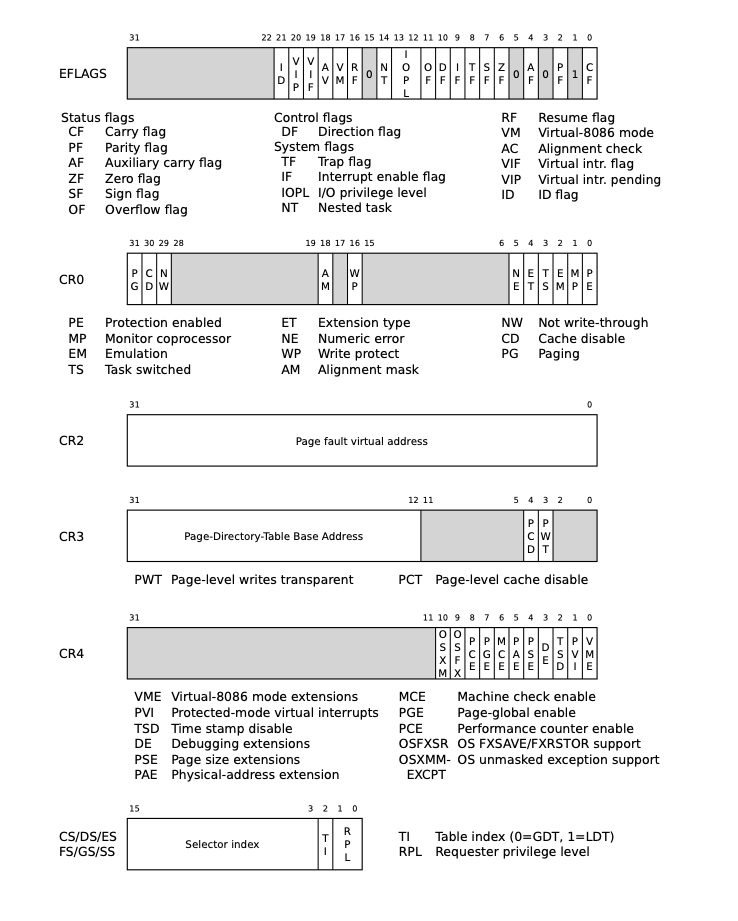 31 22 21 20 19 18 17 16 15 14 13 12 11 10 9 8 7 6 5 4 3 2 1 0
EFLAGS ID VIP VIF AV VM RF 0 NT IOPL OF DF IF TF SF ZF 0 AF 0 PF 1 CF
Status flags
CF Carry flag
PF Parity flag
AF Auxiliary carry flag
ZF Zero flag
SF Sign flag
OF Overflow flag
Control flags
DF Direction flag
System flags
TF Trap flag
IF Interrupt enable flag
IOPL I/O privilege level
NT Nested task
RF Resume flag
VM Virtual-8086 mode
AC Alignment check
VIF Virtual intr. flag
VIP Virtual intr. pending
ID ID flag
31 30 29 28 19 18 17 16 15 6 5 4 3 2 1 0
CR0 PG CD NW AM WP NE ET TS EM MP PE
PE Protection enabled
MP Monitor coprocessor
EM Emulation
TS Task switched
ET Extension type
NE Numeric error
WP Write protect
AM Alignment mask
NW Not write-through
CD Cache disable
PG Paging
31 0
CR2 Page fault virtual address
31 12 11 5 4 3 2 0
CR3 Page-Directory-Table Base Address PCD PWT
PWT Page-level writes transparent
PCT Page-level cache disable
31 11 10 9 8 7 6 5 4 3 2 1 0
CR4 OSXM OSFX PCE PGE MCE PAE PSE DE TSD PVI VME
VME Virtual-8086 mode extensions
PVI Protected-mode virtual interrupts
TSD Time stamp disable
DE Debugging extensions
PSE Page size extensions
PAE Physical-address extension
MCE Machine check enable
PGE Page-global enable
PCE Performance counter enable
OSFXSR OS FXSAVE/FXRSTOR support
OSXMM- OS unmasked exception support
EXCPT
15 3 2 1 0
CS/DS/ES
FS/GS/SS
Selector index TI RPL
TI Table index (0=GDT, 1=LDT)
RPL Requester privilege level